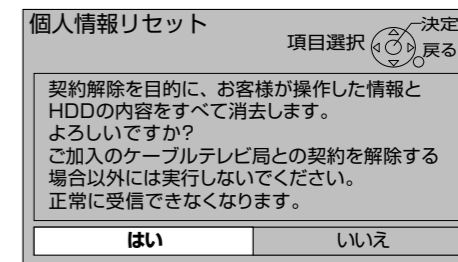 個人情報リセット
項目選択
決定
戻る
契約解除を目的に、お客様が操作した情報と
HDDの内容をすべて消去します。
よろしいですか?
ご加入のケーブルテレビ局との契約を解除する
場合以外には実行しないでください。
正常に受信できなくなります。
はい
いいえ